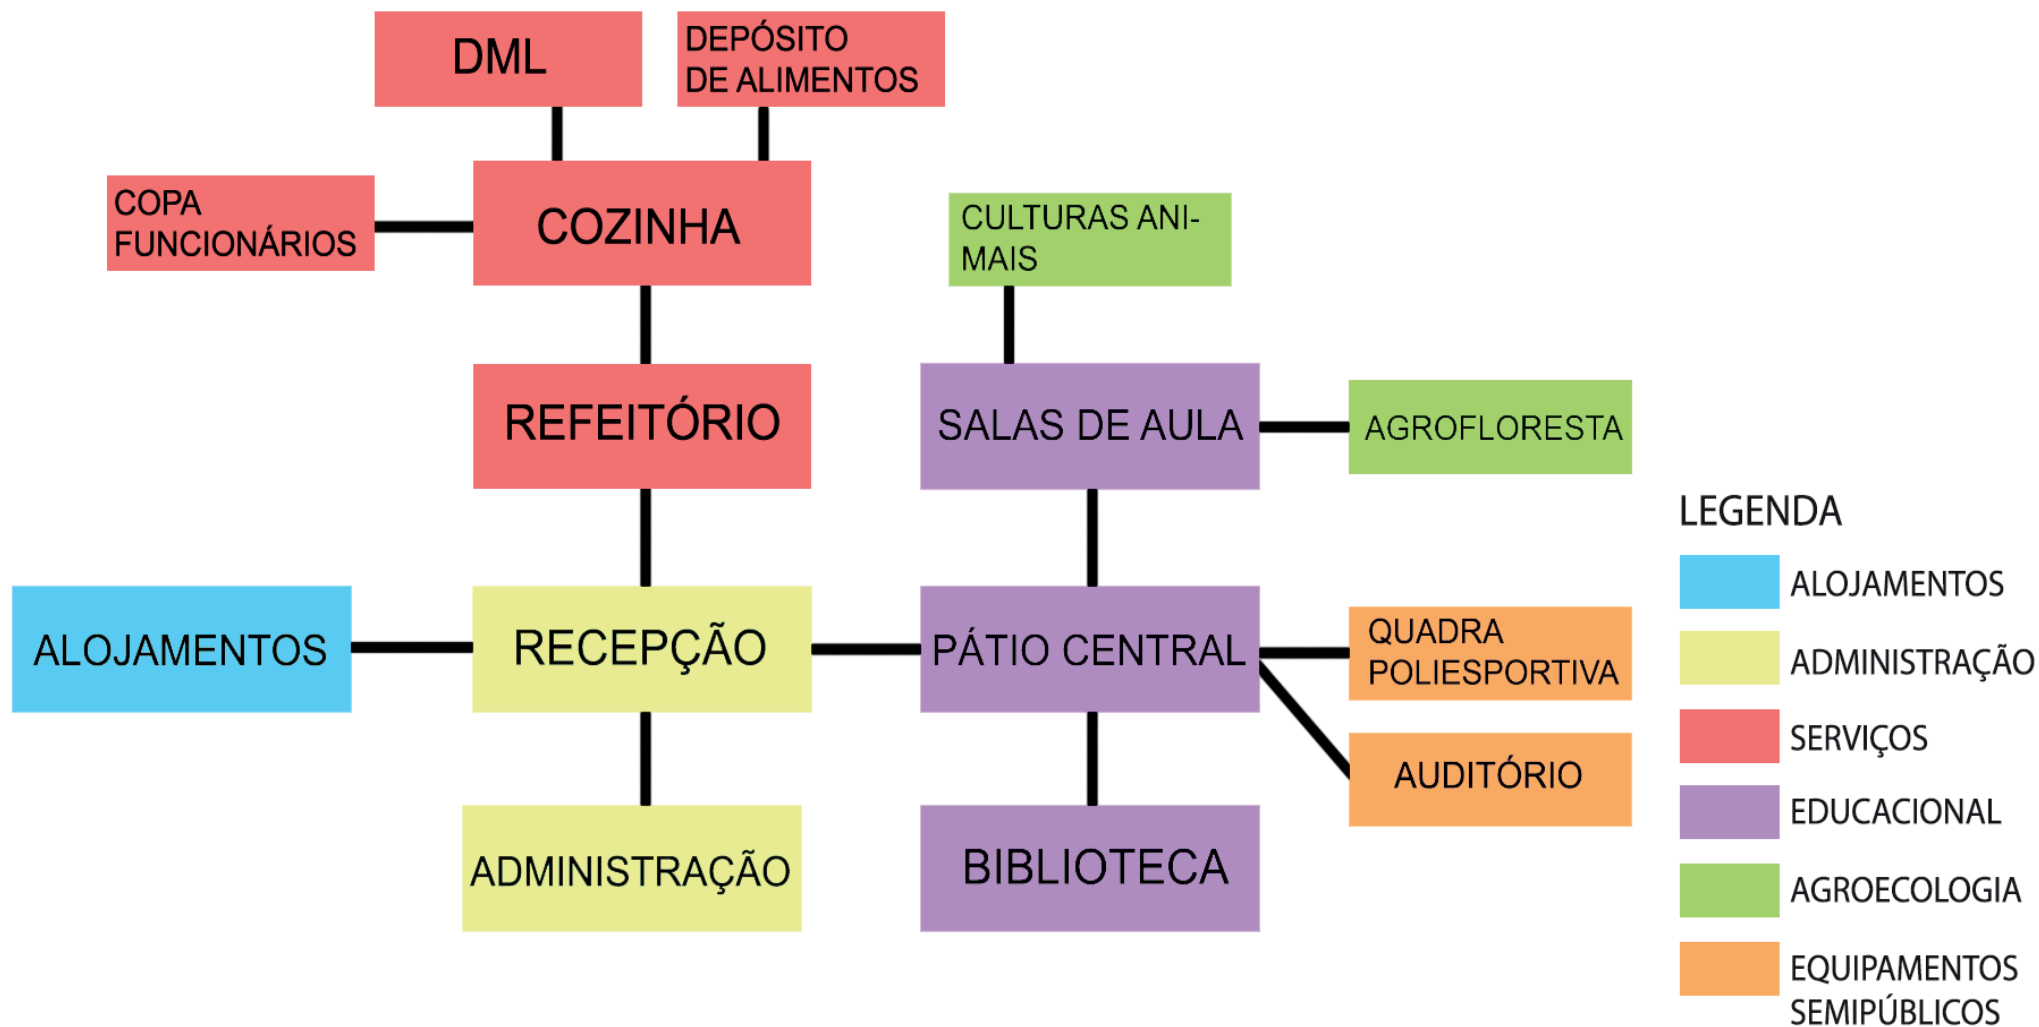 DML
DEPÓSITO
DE ALIMENTOS
COPA
FUNCIONÁRIOS
COZINHA
CULTURAS ANI-
MAIS
REFEITÓRIO
SALAS DE AULA
AGROFLORESTA
ALOJAMENTOS
RECEPÇÃO
PÁTIO CENTRAL
QUADRA
POLIESPORTIVA
AUDITÓRIO
ADMINISTRAÇÃO
BIBLIOTECA
LEGENDA
ALOJAMENTOS
ADMINISTRAÇÃO
SERVIÇOS
EDUCACIONAL
AGROECOLOGIA
EQUIPAMENTOS
SEMIPÚBLICOS